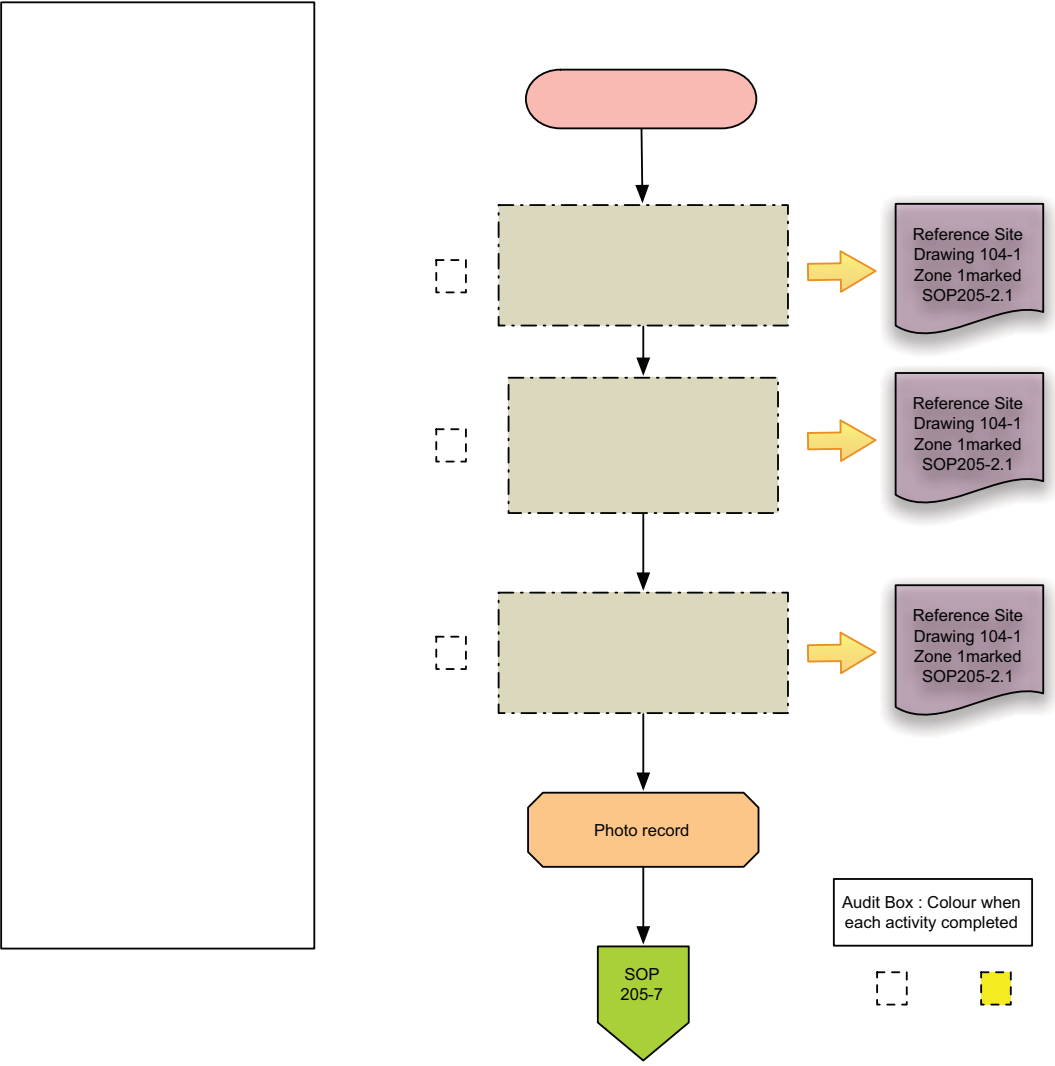 Reference Site
Drawing 104-1
Zone 1marked
SOP205-2.1
Reference Site
Drawing 104-1
Zone 1marked
SOP205-2.1
Reference Site
Drawing 104-1
Zone 1marked
SOP205-2.1
Photo record
Audit Box : Colour when
each activity completed
SOP
205-7